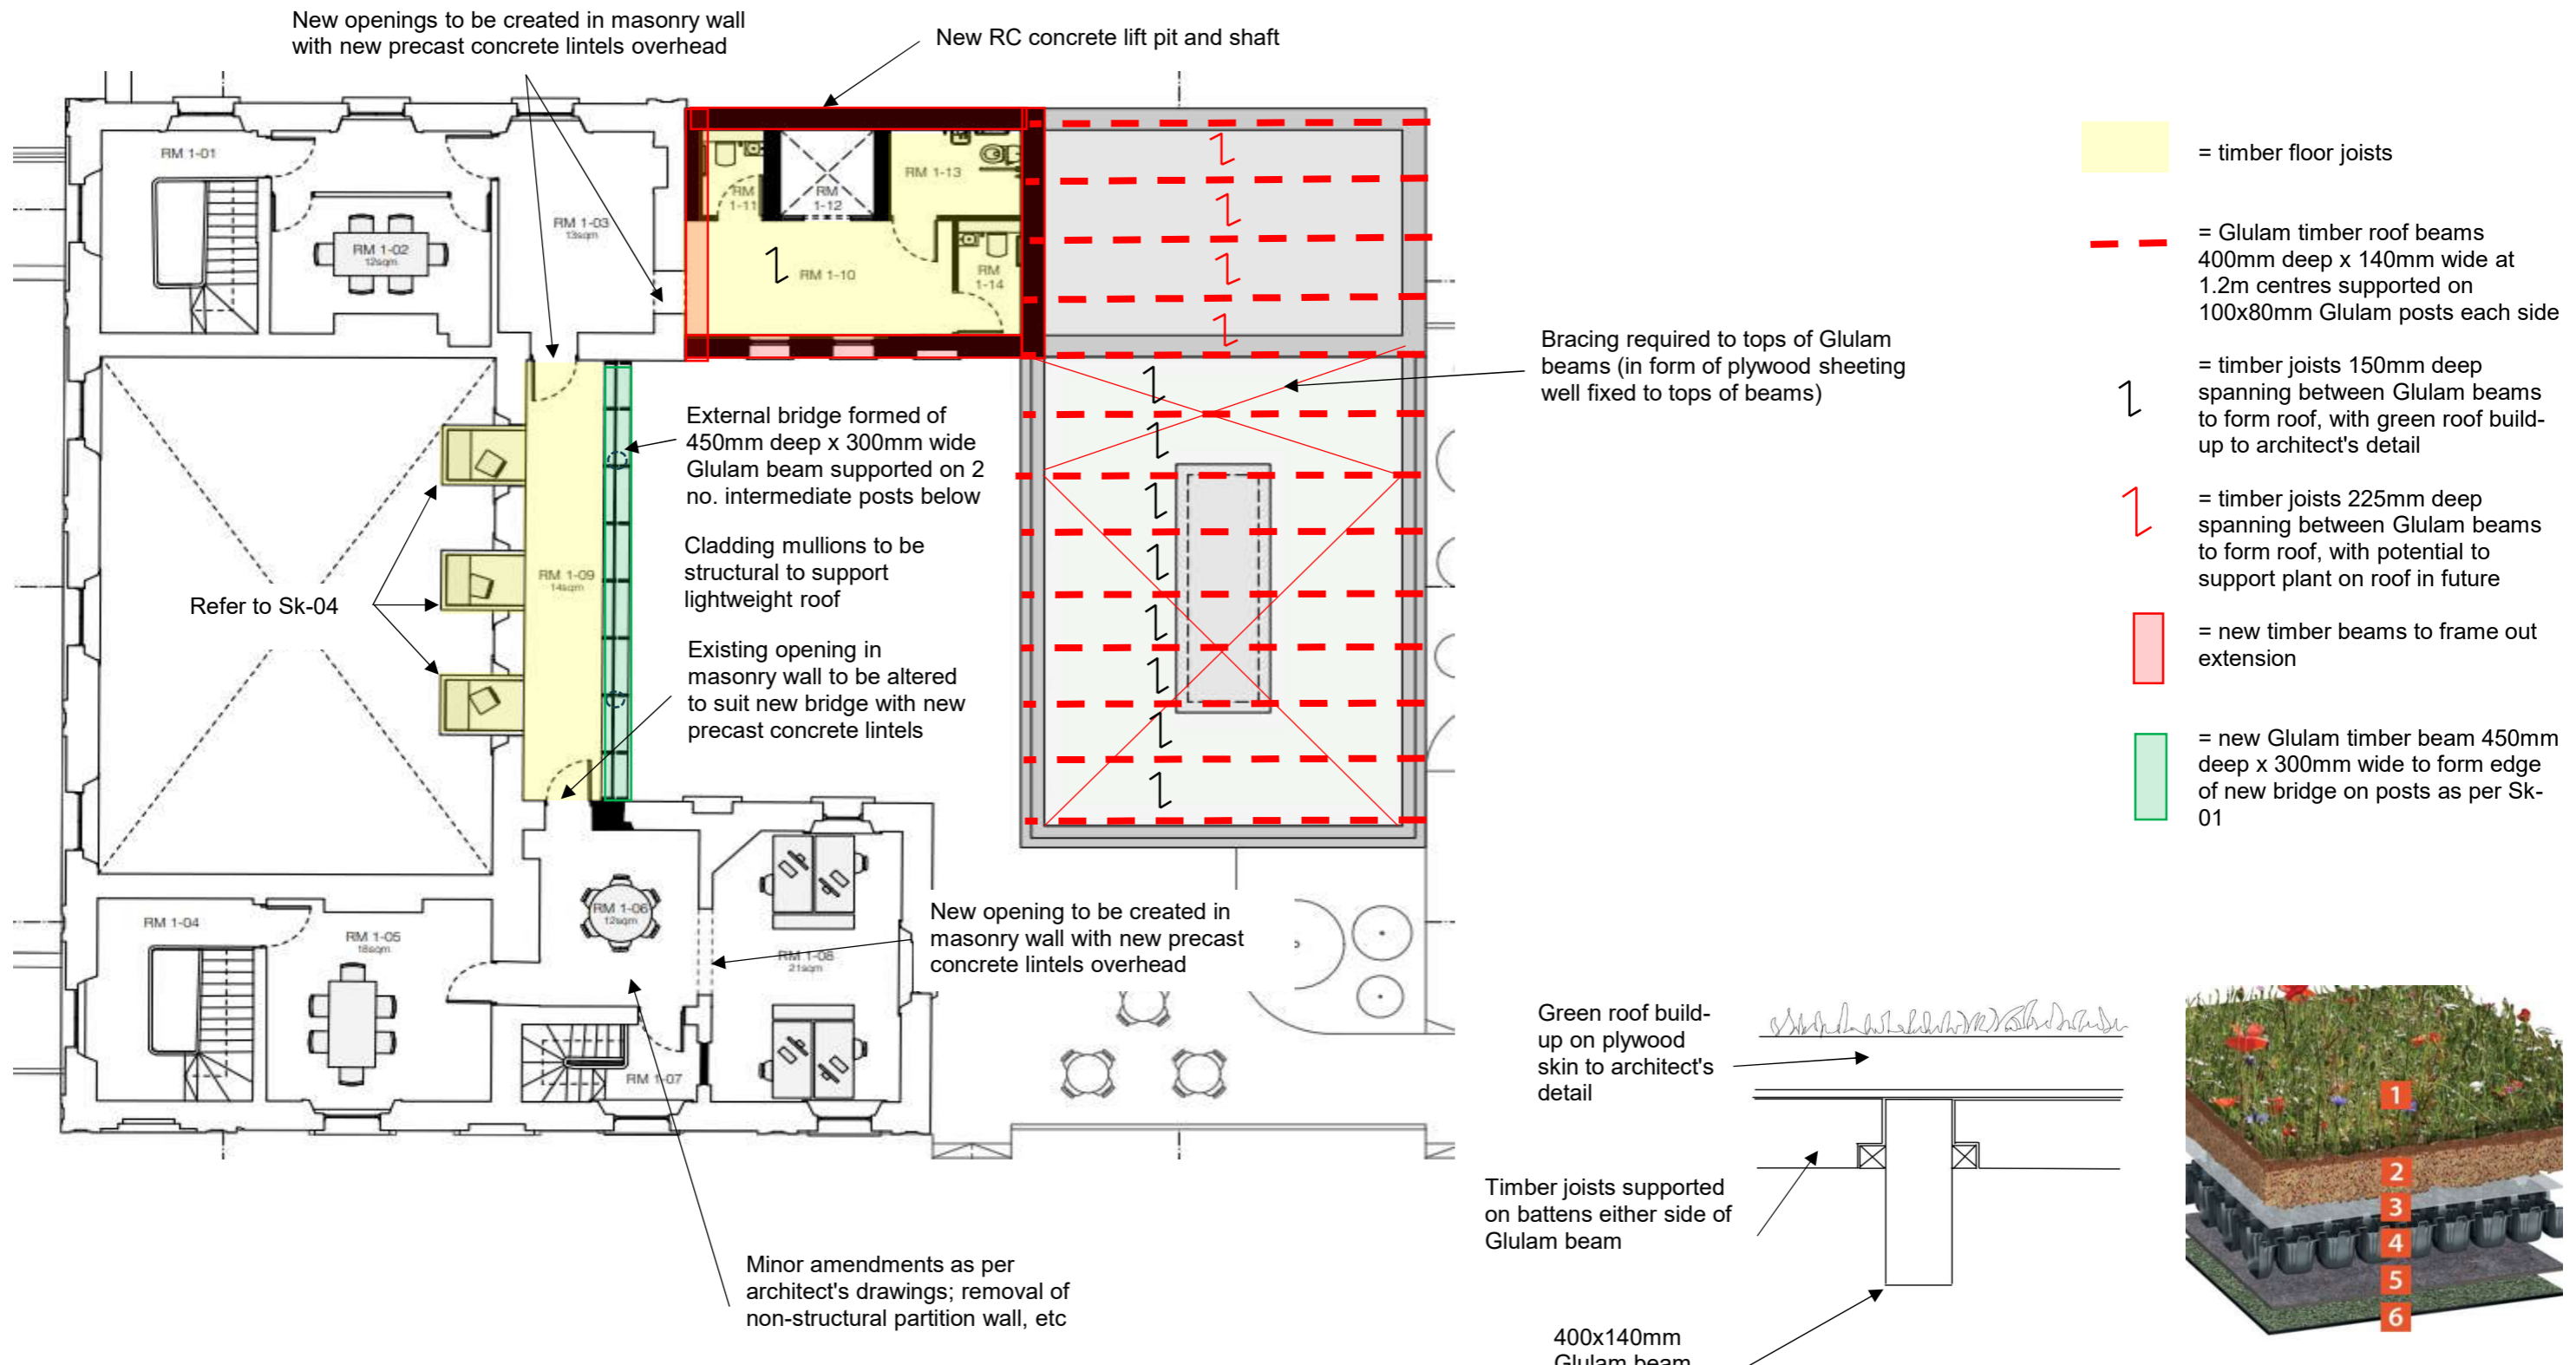 New openings to be created in masonry wall
with new precast concrete lintels overhead
New RC concrete lift pit and shaft
RM 1-01
RM 1-02
12sqm
RM 1-03
13sqm
RM
1-11
RM
1-12
RM 1-13
RM 1-10
RM
1-14
= timber floor joists
= Glulam timber roof beams
400mm deep x 140mm wide at
1.2m centres supported on
100x80mm Glulam posts each side
= timber joists 150mm deep
spanning between Glulam beams
to form roof, with green roof build-
up to architect's detail
= timber joists 225mm deep
spanning between Glulam beams
to form roof, with potential to
support plant on roof in future
= new timber beams to frame out
extension
= new Glulam timber beam 450mm
deep x 300mm wide to form edge
of new bridge on posts as per Sk-
01
Bracing required to tops of Glulam
beams (in form of plywood sheeting
well fixed to tops of beams)
External bridge formed of
450mm deep x 300mm wide
Glulam beam supported on 2
no. intermediate posts below
Cladding mullions to be
structural to support
lightweight roof
Existing opening in
masonry wall to be altered
to suit new bridge with new
precast concrete lintels
Refer to Sk-04
RM 1-09
14sqm
RM 1-04
RM 1-05
18sqm
RM 1-06
12sqm
RM 1-07
RM 1-08
21sqm
New opening to be created in
masonry wall with new precast
concrete lintels overhead
Minor amendments as per
architect's drawings; removal of
non-structural partition wall, etc
Green roof build-
up on plywood
skin to architect's
detail
Timber joists supported
on battens either side of
Glulam beam
400x140mm
Glulam beam
1
2
3
4
5
6